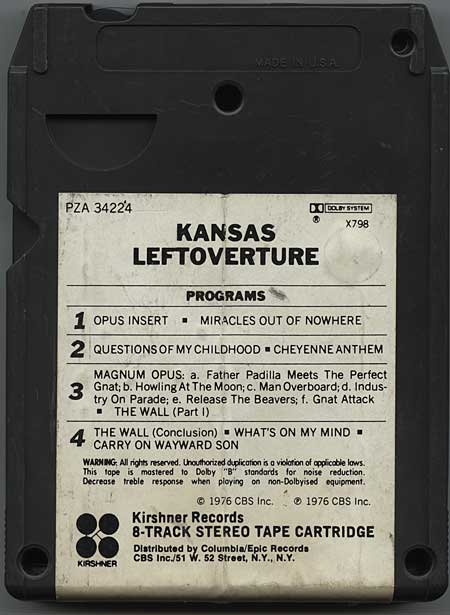 MADE IN U.S.A.
PZA 34224
DOLBY SYSTEM
®
X798
KANSAS
LEFTOVERTURE
PROGRAMS
1 OPUS INSERT ▪ MIRACLES OUT OF NOWHERE
2 QUESTIONS OF MY CHILDHOOD ▪ CHEYENNE ANTHEM
3 MAGNUM OPUS: a. Father Padilla Meets The Perfect
Gnat; b. Howling At The Moon; c. Man Overboard; d. Indus-
try On Parade; e. Release The Beavers; f. Gnat Attack
▪ THE WALL (Part I)
4 THE WALL (Conclusion) ▪ WHAT'S ON MY MIND ▪
CARRY ON WAYWARD SON
WARNING: All rights reserved. Unauthorized duplication is a violation of applicable laws.
This tape is mastered to Dolby "B" standards for noise reduction.
Decrease treble response when playing on non-Dolbyised equipment.
© 1976 CBS Inc. ℗ 1976 CBS Inc.
KIRSHNER
Kirshner Records
8-TRACK STEREO TAPE CARTRIDGE
Distributed by Columbia/Epic Records
CBS Inc./51 W. 52 Street, N.Y., N.Y.